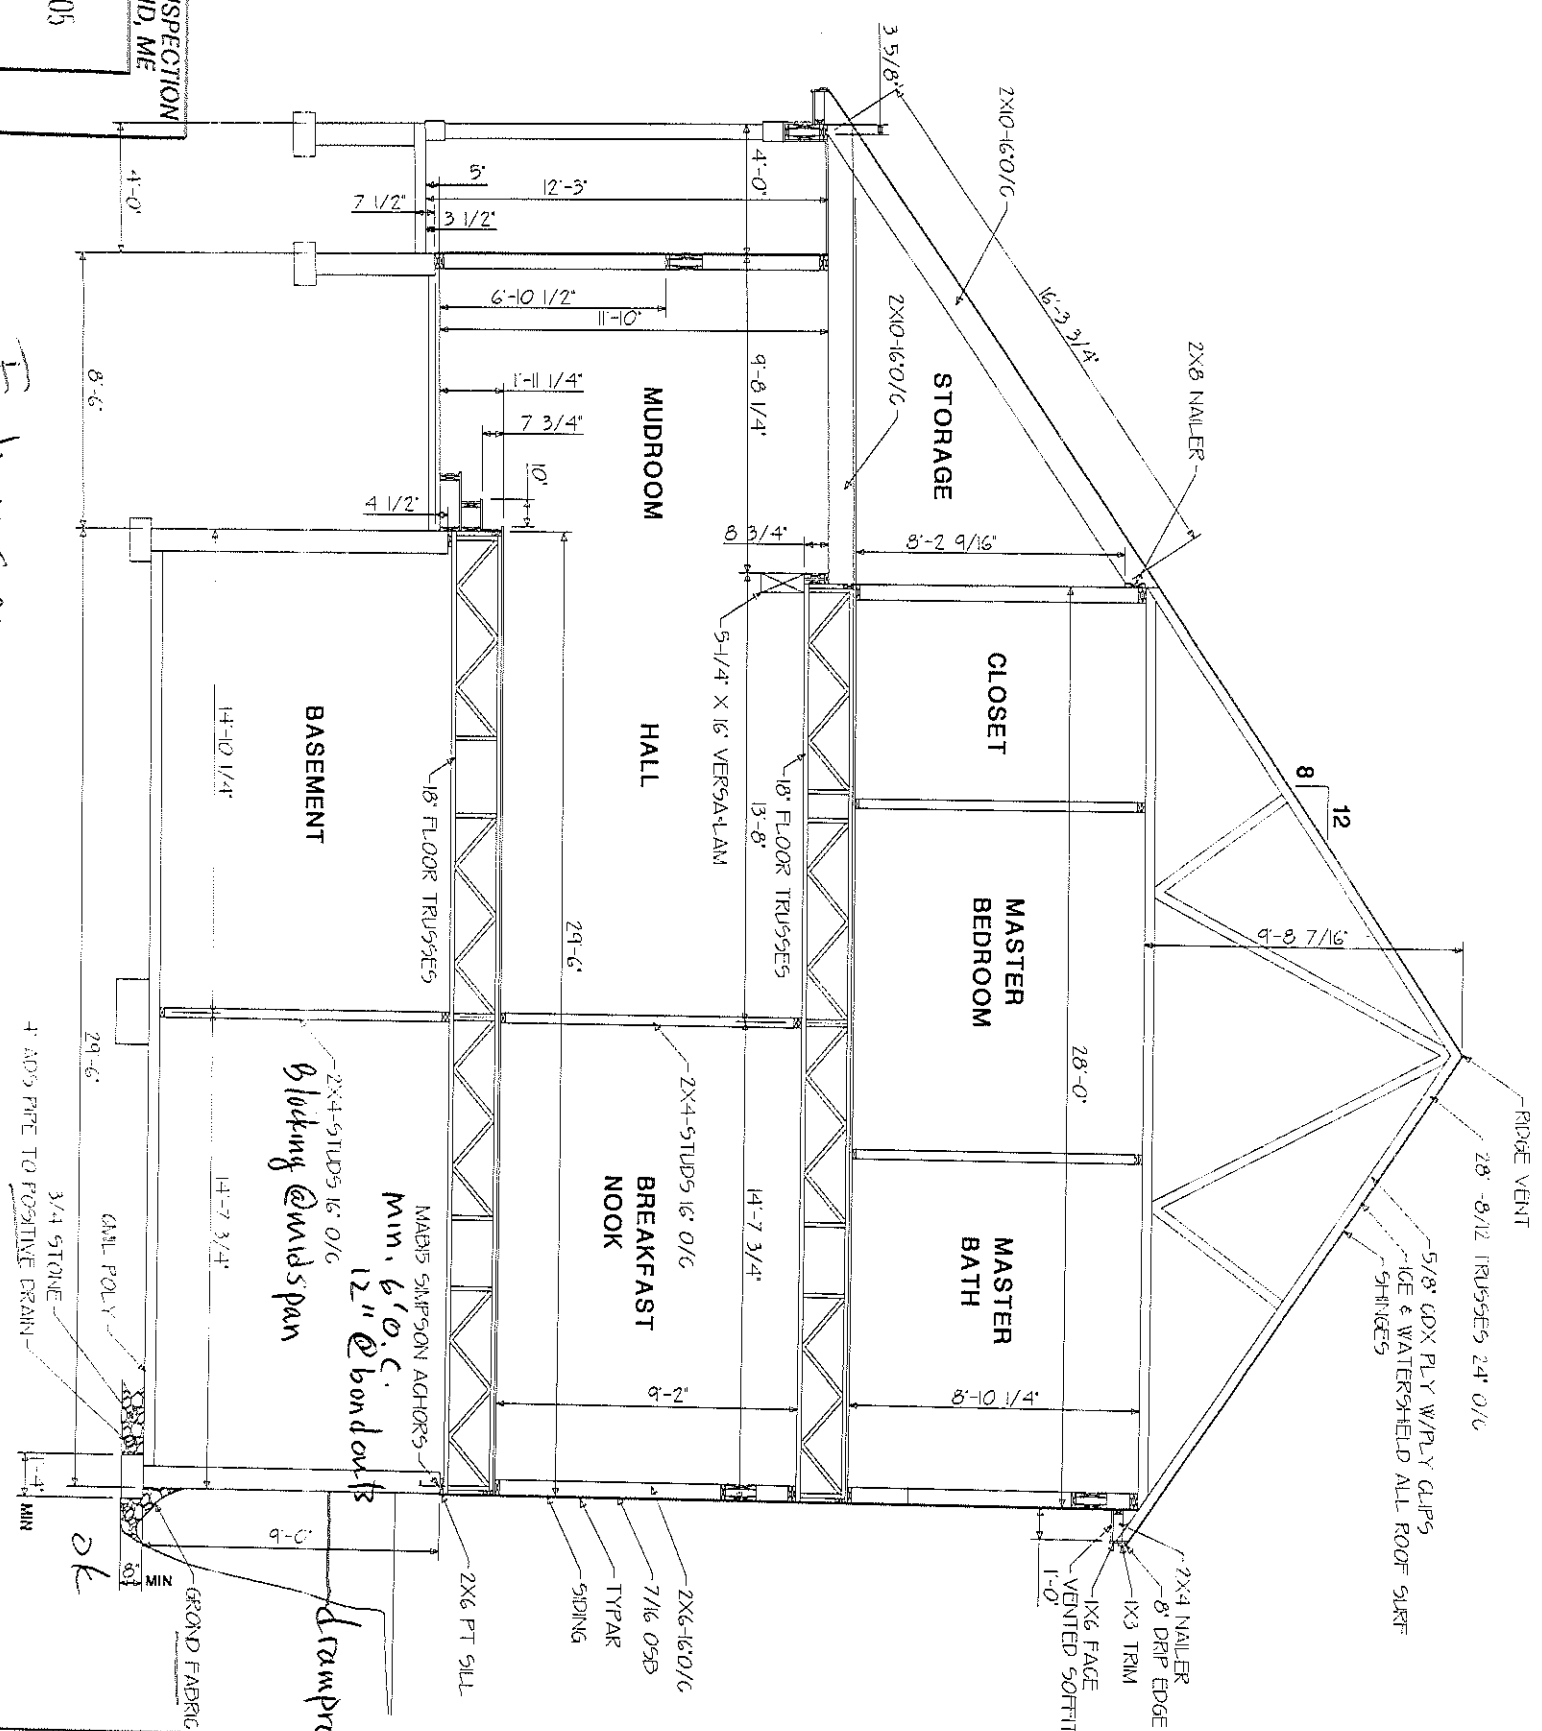 RIDGE VENT
28' -8/12 TRUSSES 24" O/C
5/8" CDX PLY W/PLY CLIPS
ICE & WATERSHIELD ALL ROOF SURF
SHINGES
12
8
9'-8 7/16"
2X8 NAILER
16'-3 3/4"
2X10-16"O/C
3 5/8"
STORAGE
8'-2 9/16"
2X10-16"O/C
CLOSET
MASTER
BEDROOM
MASTER
BATH
28'-0"
8'-10 1/4"
2X4 NAILER
8" DRIP EDGE
1X3 TRIM
1X6 FACE
VENTED SOFFIT
1'-0"
4'-0"
9'-8 1/4"
8 3/4"
18" FLOOR TRUSSES
13'-8"
5-1/4" X 16" VERSA-LAM
14'-7 3/4"
12'-3"
11'-10"
6'-10 1/2"
MUDROOM
HALL
BREAKFAST
NOOK
2X4-STUDS 16" O/C
9'-2"
29'-6"
2X6-16"O/C
7/16 OSB
TYPAR
SIDING
2X6 PT SILL
5"
3 1/2"
7 1/2"
1'-11 1/4"
7 3/4"
10"
4 1/2"
18" FLOOR TRUSSES
MAB15 SIMPSON ACHORS
min. 6'O.C.
12" @
BASEMENT
2X4-STUDS 16" O/C
Blocking @midspan
14'-10 1/4"
14'-7 3/4"
9'-0"
4'-0"
8'-6"
29'-6"
6MIL POLY
3/4 STONE
4" ADS PIPE TO POSITIVE DRAIN
1'-4"
MIN
8"
MIN
GROND FABRIC
ok
SPECTION
ND, ME
05